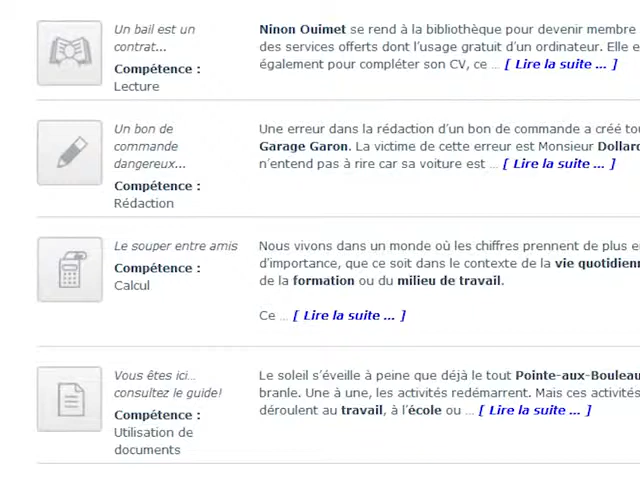 Un bail est un
contrat...
Compétence :
Lecture
Ninon Ouimet se rend à la bibliothèque pour devenir membre
des services offerts dont l'usage gratuit d'un ordinateur. Elle
également pour compléter son CV, ce ... [ Lire la suite ... ]
Un bon de
commande
dangereux...
Compétence :
Rédaction
Une erreur dans la rédaction d'un bon de commande a créé
Garage Garon. La victime de cette erreur est Monsieur
n'entend pas à rire car sa voiture est ... [ Lire la suite ... ]
Le souper entre amis
Compétence :
Calcul
Nous vivons dans un monde où les chiffres prennent de plus
d'importance, que ce soit dans le contexte de la vie
de la formation ou du milieu de travail.
Ce ... [ Lire la suite ... ]
Vous êtes ici...
consultez le guide!
Compétence :
Utilisation de
documents
Le soleil s'éveille à peine que déjà le tout
branle. Une à une, les activités redémarrent. Mais ces activités
déroulent au travail, à l'école ou ... [ Lire la suite ... ]